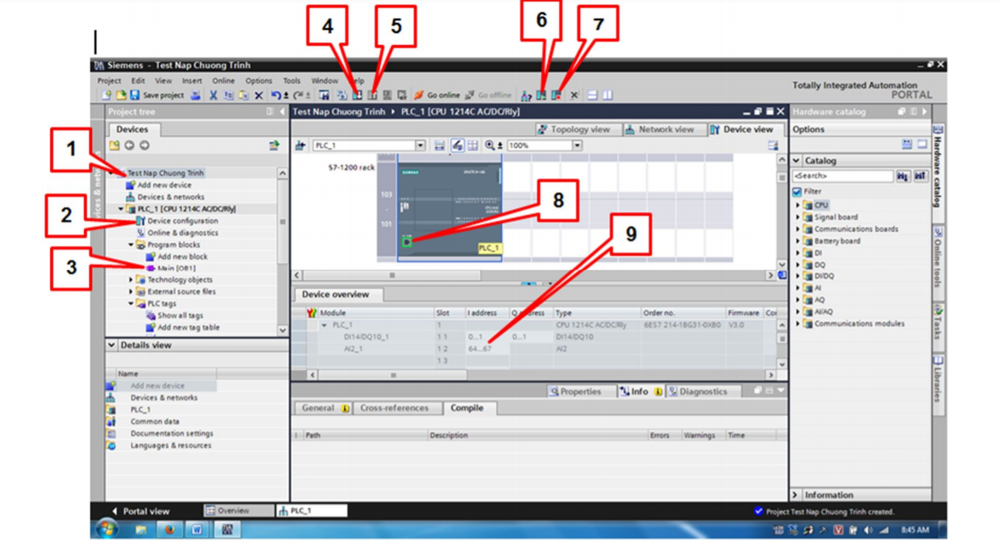 4 5 6 7
Siemens - Test Nap Chuong Trinh
Project Edit View Insert Online Options Tools Window Help
Totally Integrated Automation
PORTAL
Save project Go online Go offline
Project tree
Test Nap Chuong Trinh PLC_1 [CPU 1214C AC/DC/Rly]
Hardware catalog
Devices
Topology view Network view Device view
Options
PLC_1 100%
1
S7-1200 rack
SIEMENS
Catalog
<Search>
Filter
Test Nap Chuong Trinh
Add new device
Devices & networks
PLC_1 [CPU 1214C AC/DC/Rly]
2
Device configuration
Online & diagnostics
Program blocks
Add new block
3
Main [OB1]
Technology objects
External source files
PLC tags
Show all tags
Add new tag table
103
101
8
9
PLC_1
CPU
Signal board
Communications boards
Battery board
DI
DQ
DI/DQ
AI
AQ
AI/AQ
Communications modules
Hardware catalog
Online tools
Tasks
Libraries
Device overview
Module Slot I address Q address Type Order no. Firmware
PLC_1 1 CPU 1214C AC/DC/Rly 6ES7 214-1BG31-0XB0 V3.0
DI14/DQ10_1 1 1 0...1 0...1 DI14/DQ10
AI2_1 1 2 64...67 AI2
1 3
Details view
Name
Add new device
Devices & networks
PLC_1
Common data
Documentation settings
Languages & resources
Properties Info Diagnostics
General Cross-references Compile
! Path Description Errors Warnings Time
Information
Portal view Overview PLC_1
Project Test Nap Chuong Trinh created.
8:45 AM